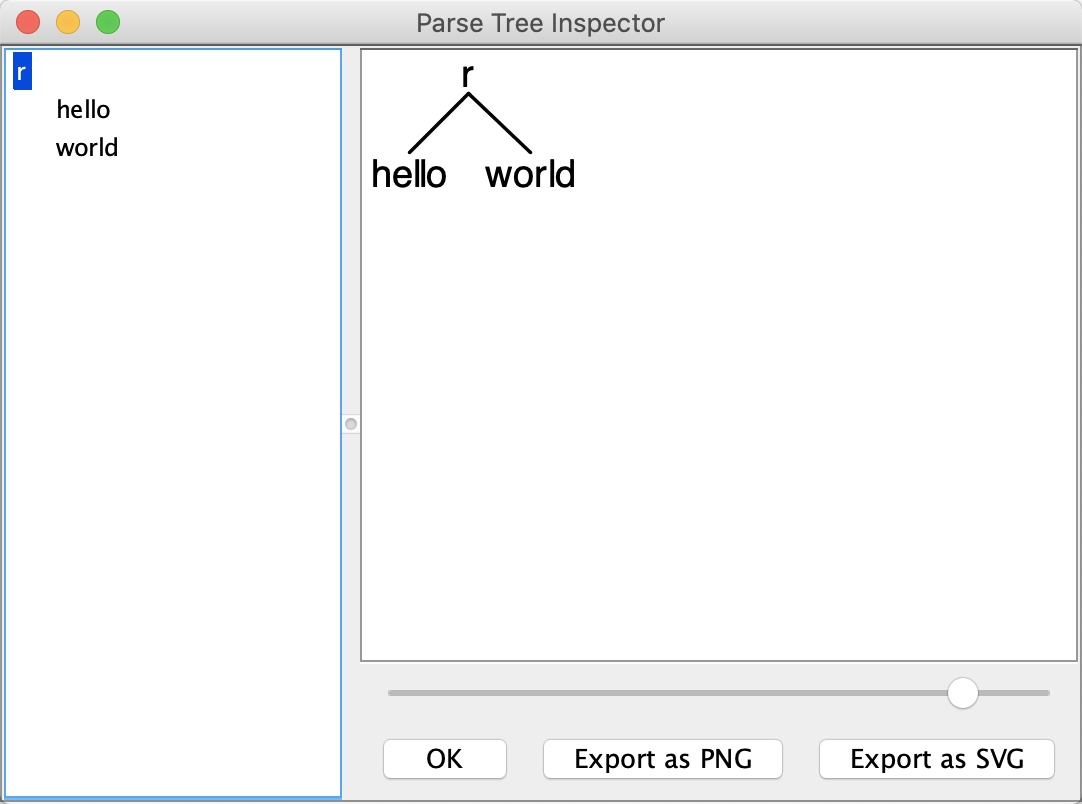 Parse Tree Inspector
r
hello
world
r
hello world
OK Export as PNG Export as SVG